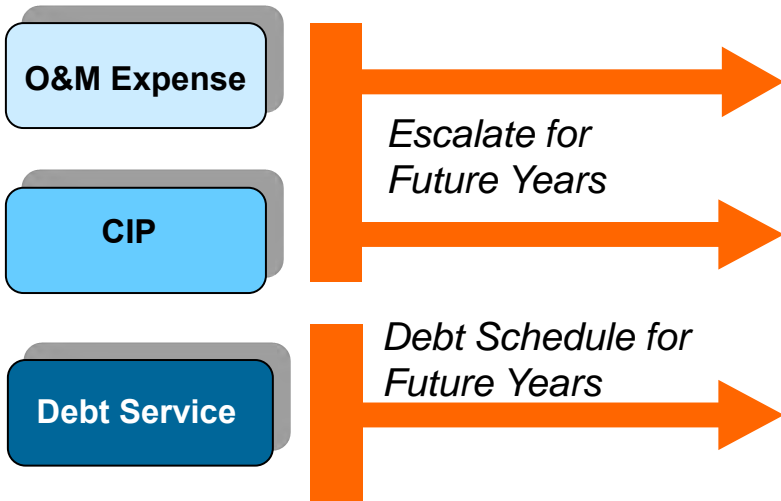 O&M Expense
Escalate for
Future Years
CIP
Debt Schedule for
Future Years
Debt Service